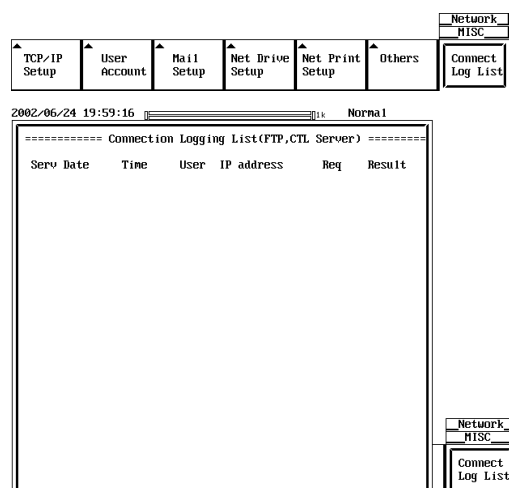 Network
MISC
TCP/IP Setup
User Account
Mail Setup
Net Drive Setup
Net Print Setup
Others
Connect Log List
2002/06/24 19:59:16 1k Normal
============ Connection Logging List(FTP,CTL Server) =========
Serv Date Time User IP address Req Result
Network
MISC
Connect Log List